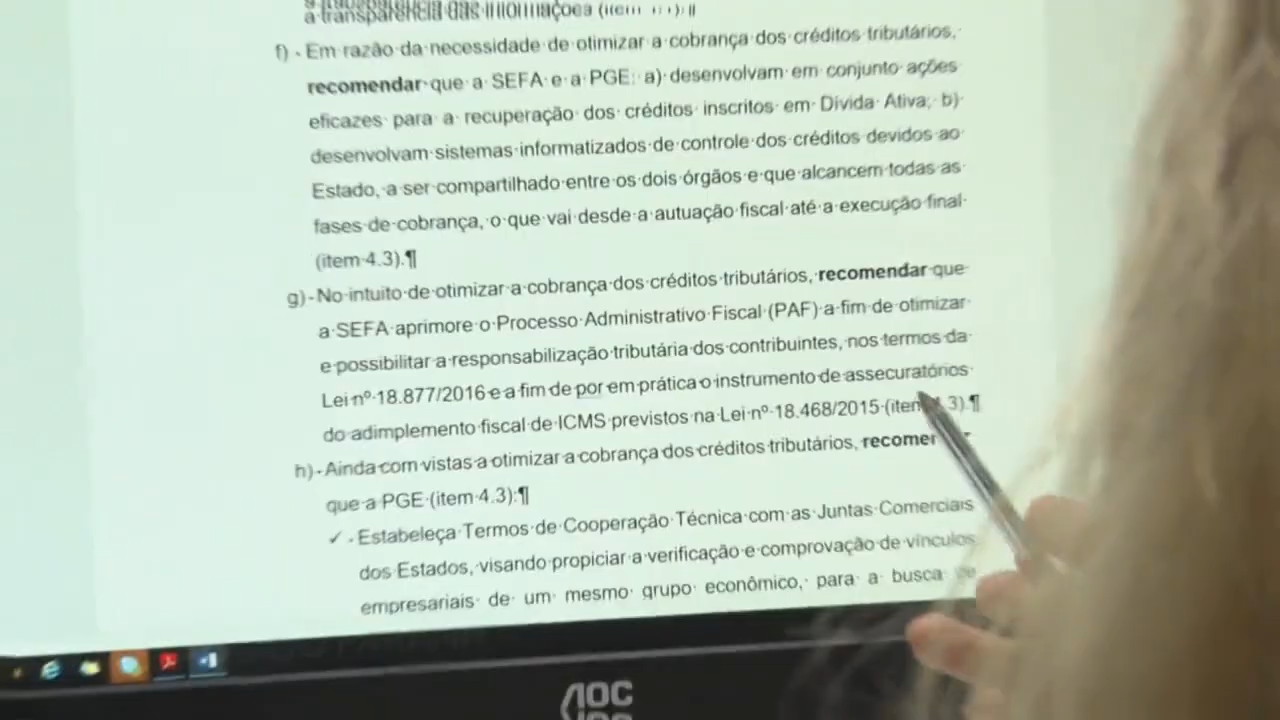 a transparência das informações (item
f) - Em razão da necessidade de otimizar a cobrança dos créditos tributários,
recomendar que a SEFA e a PGE: a) desenvolvam em conjunto ações
eficazes para a recuperação dos créditos inscritos em Dívida Ativa; b)
desenvolvam sistemas informatizados de controle dos créditos devidos ao
Estado, a ser compartilhado entre os dois órgãos e que alcancem todas as
fases de cobrança, o que vai desde a autuação fiscal até a execução final
(item 4.3).¶
g) - No intuito de otimizar a cobrança dos créditos tributários, recomendar que
a SEFA aprimore o Processo Administrativo Fiscal (PAF) a fim de otimizar
e possibilitar a responsabilização tributária dos contribuintes, nos termos da
Lei nº 18.877/2016 e a fim de por em prática o instrumento de assecuratórios
do adimplemento fiscal de ICMS previstos na Lei nº 18.468/2015 (item 4.3).¶
h) - Ainda com vistas a otimizar a cobrança dos créditos tributários,
que a PGE (item 4.3):¶
✓ - Estabeleça Termos de Cooperação Técnica com as Juntas Comerciais
dos Estados, visando propiciar a verificação e comprovação de vínculos
empresariais de um mesmo grupo econômico, para a busca
AOC